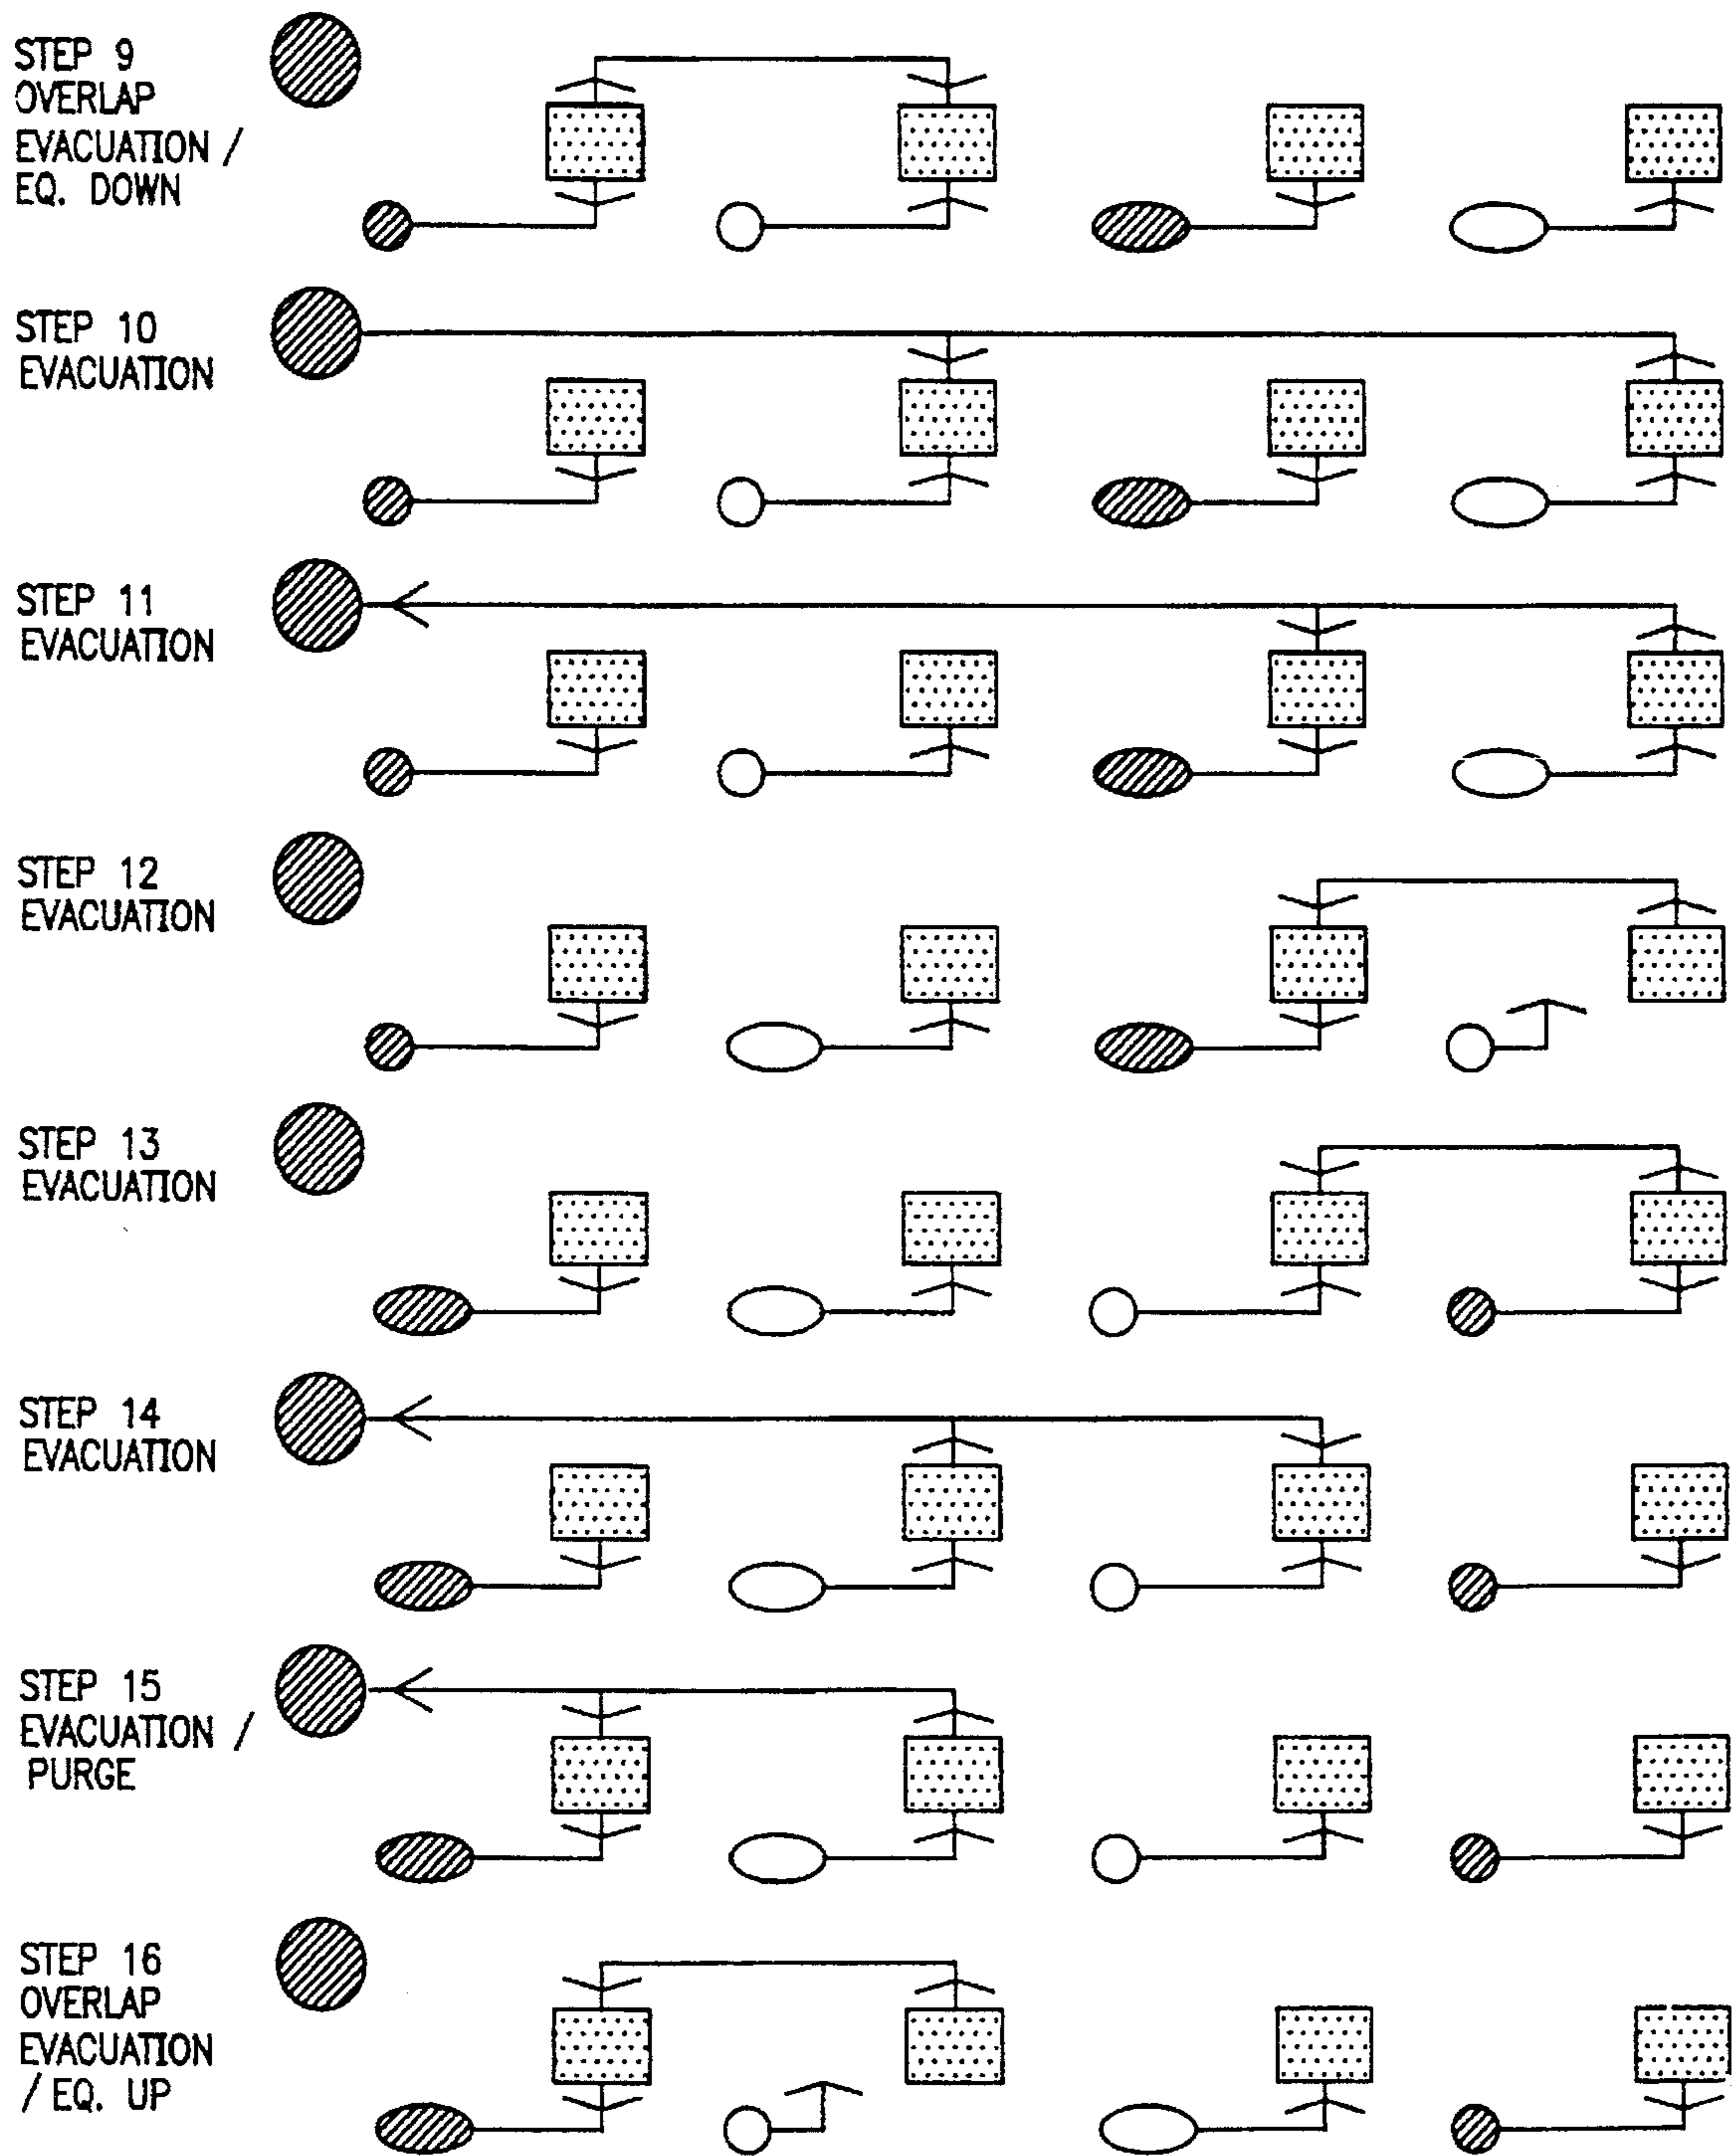 STEP 9
OVERLAP
EVACUATION /
EQ. DOWN
STEP 10
EVACUATION
STEP 11
EVACUATION
STEP 12
EVACUATION
STEP 13
EVACUATION
STEP 14
EVACUATION
STEP 15
EVACUATION /
PURGE
STEP 16
OVERLAP
EVACUATION
/ EQ. UP